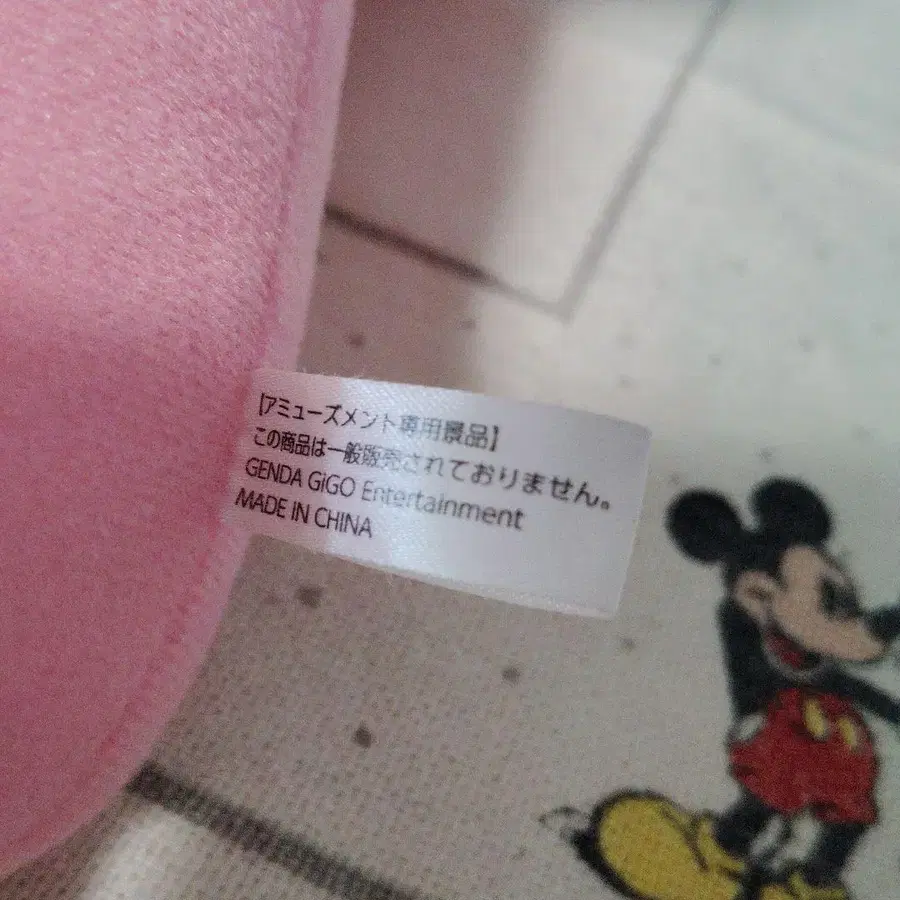 【アミューズメント専用景品】
この商品は一般販売されておりません。
GENDA GiGO Entertainment
MADE IN CHINA